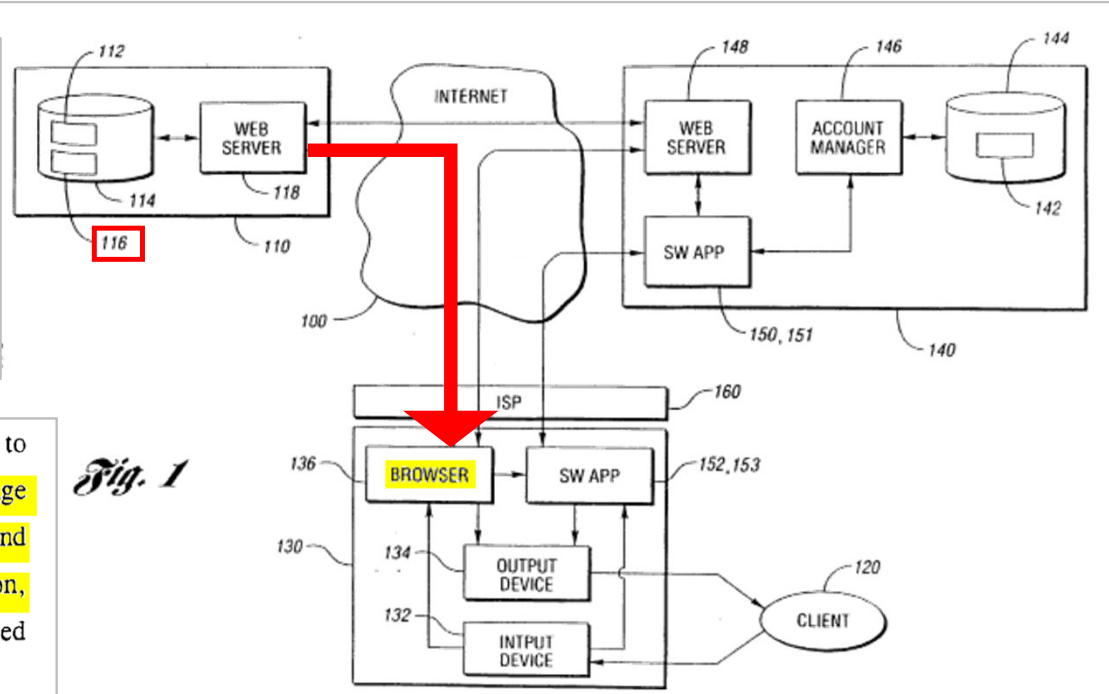 112
148
146
144
INTERNET
WEB
SERVER
WEB
SERVER
ACCOUNT
MANAGER
114
118
142
116
110
SW APP
100
150, 151
140
ISP
160
to
ge
nd
on,
ed
Fig. 1
136
BROWSER
SW APP
152, 153
130
134
OUTPUT
DEVICE
120
CLIENT
132
INTPUT
DEVICE